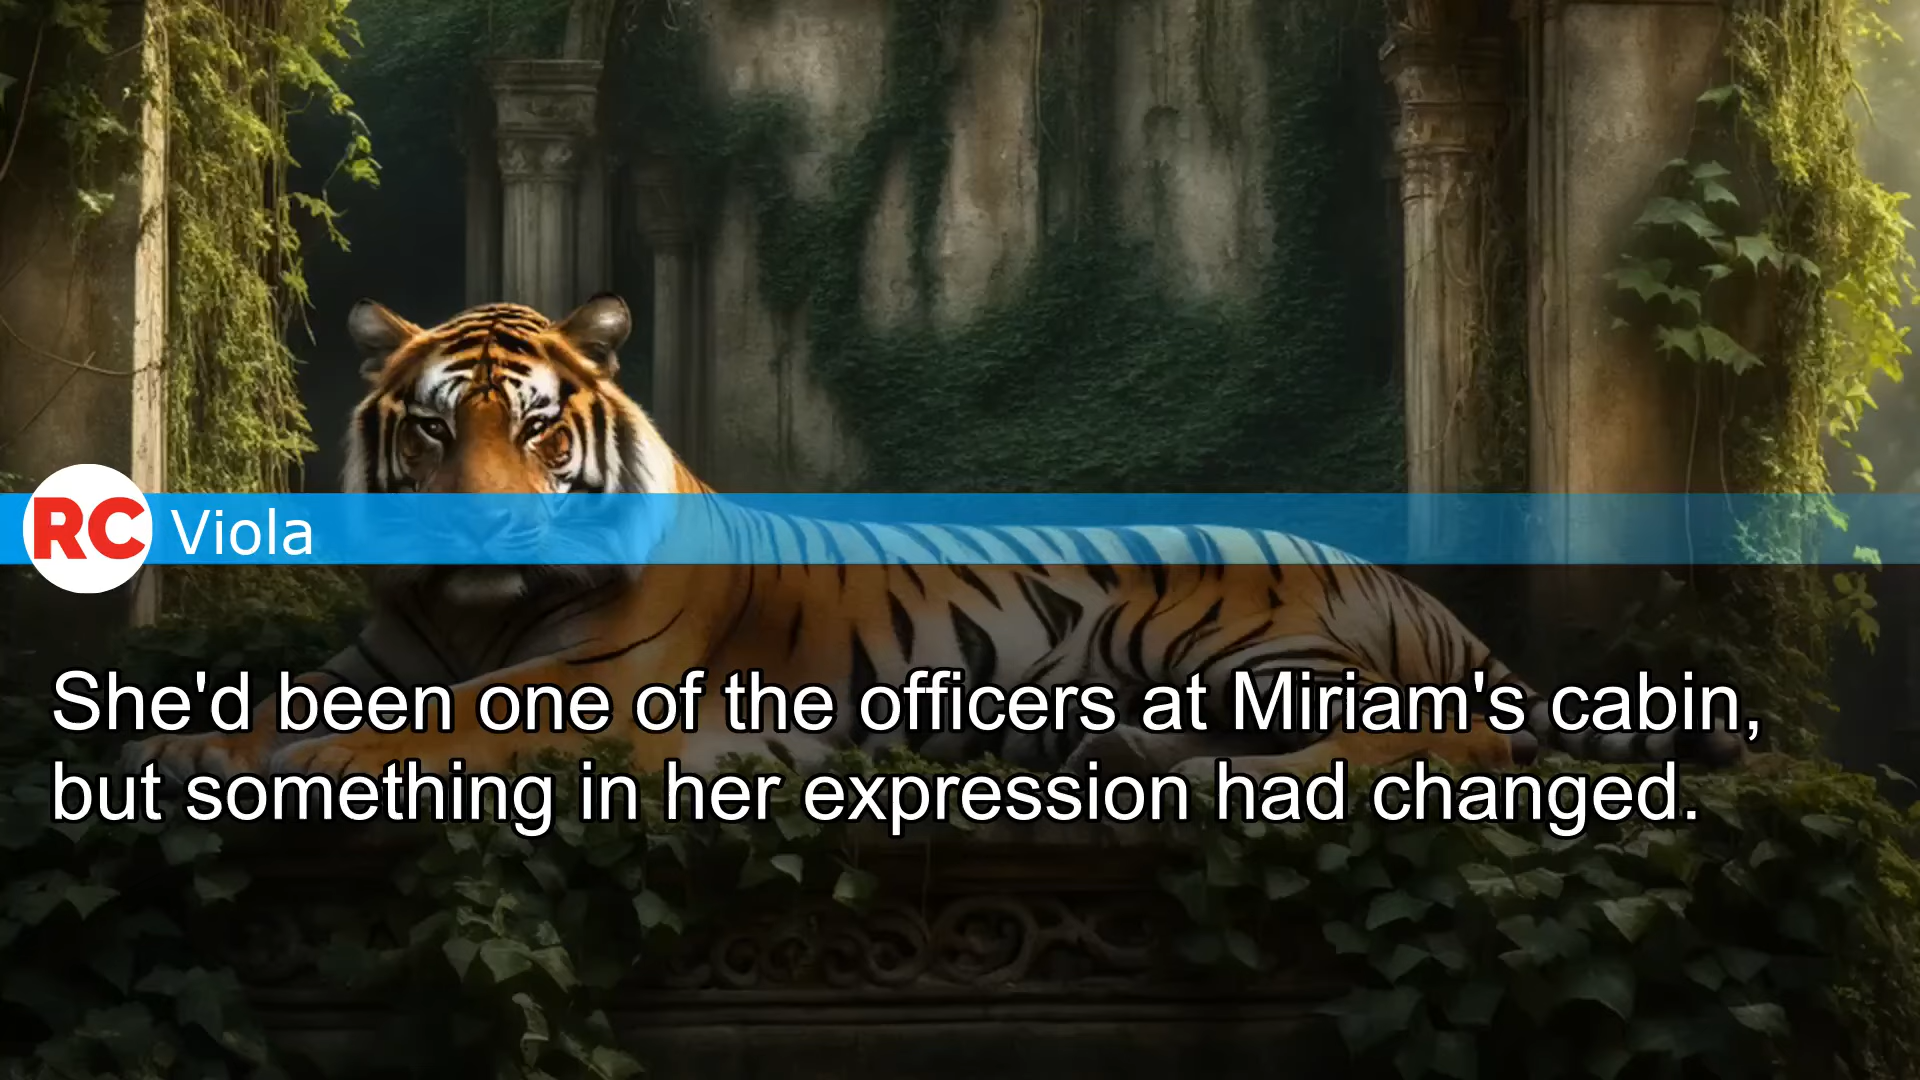 RC Viola
She'd been one of the officers at Miriam's cabin,
but something in her expression had changed.